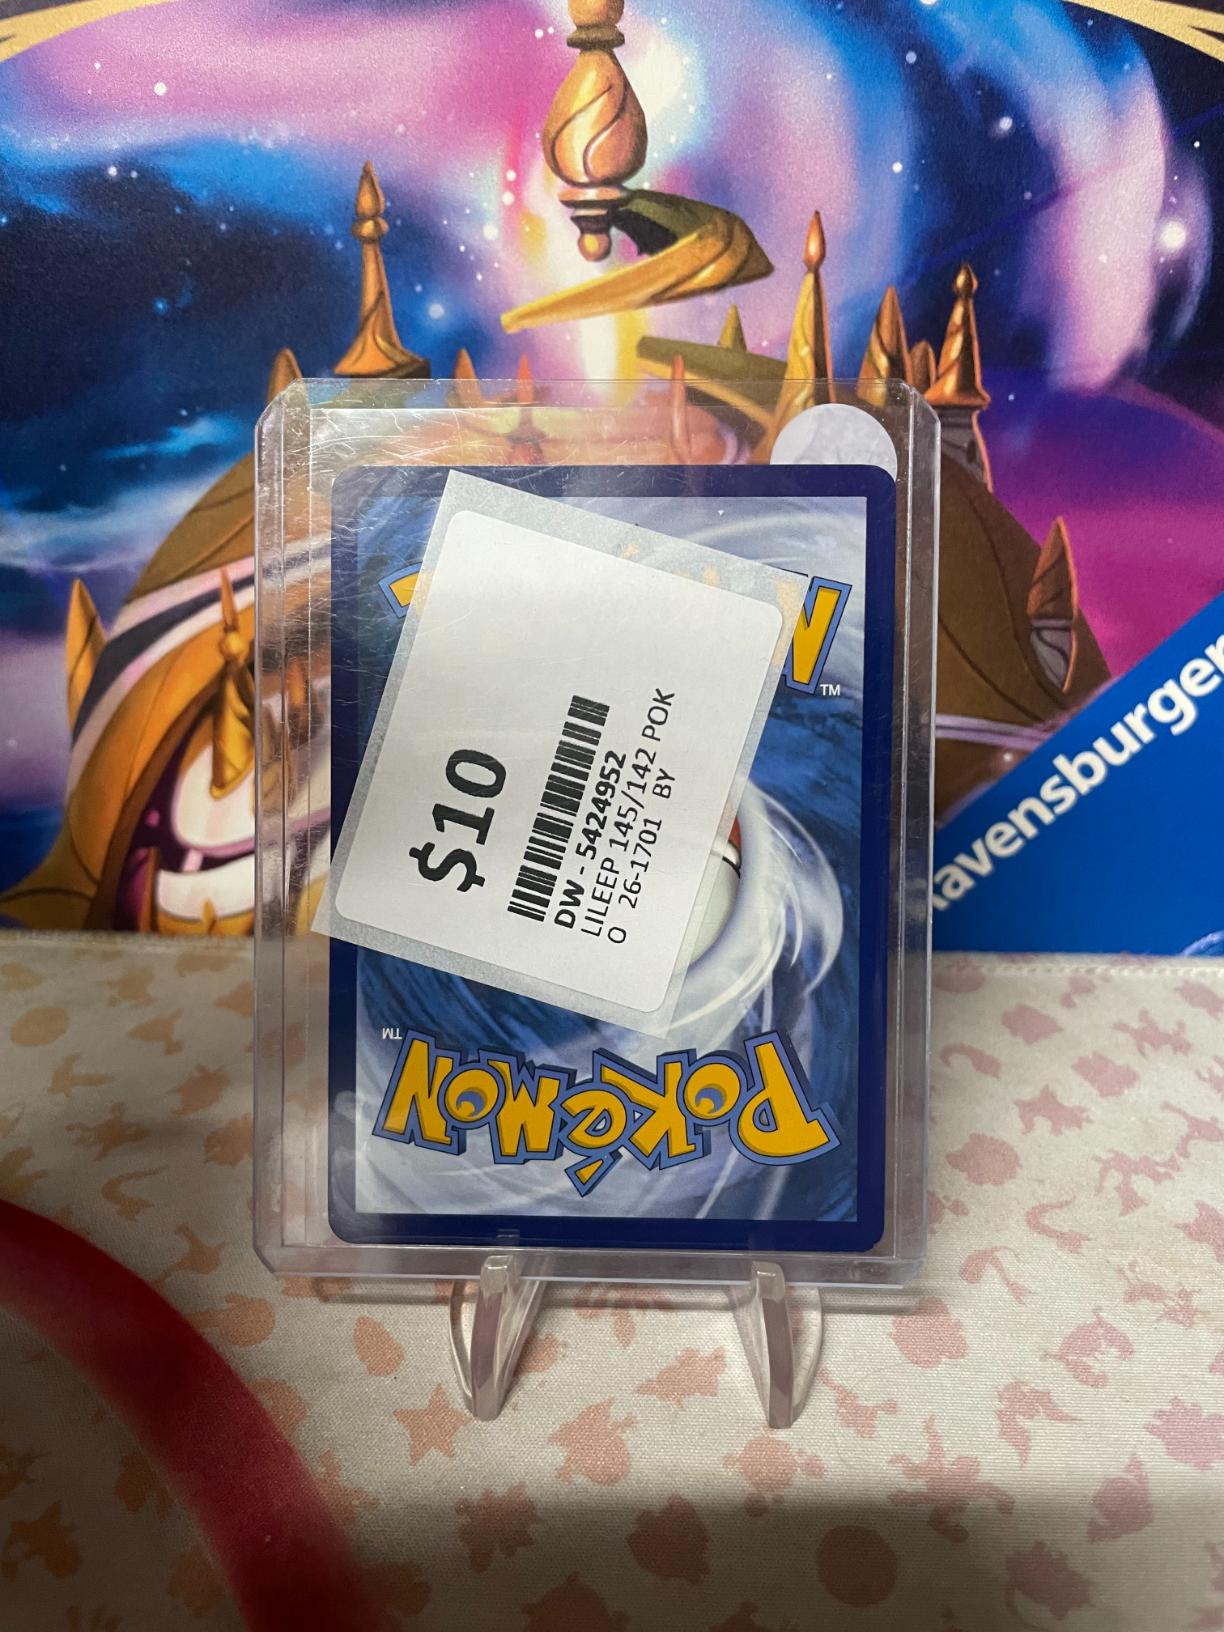 N
TM
Ravensburger
$10
DW - 5424952
LILEEP 145/142 POK
O 26-1701 BY
TM
POKéMON